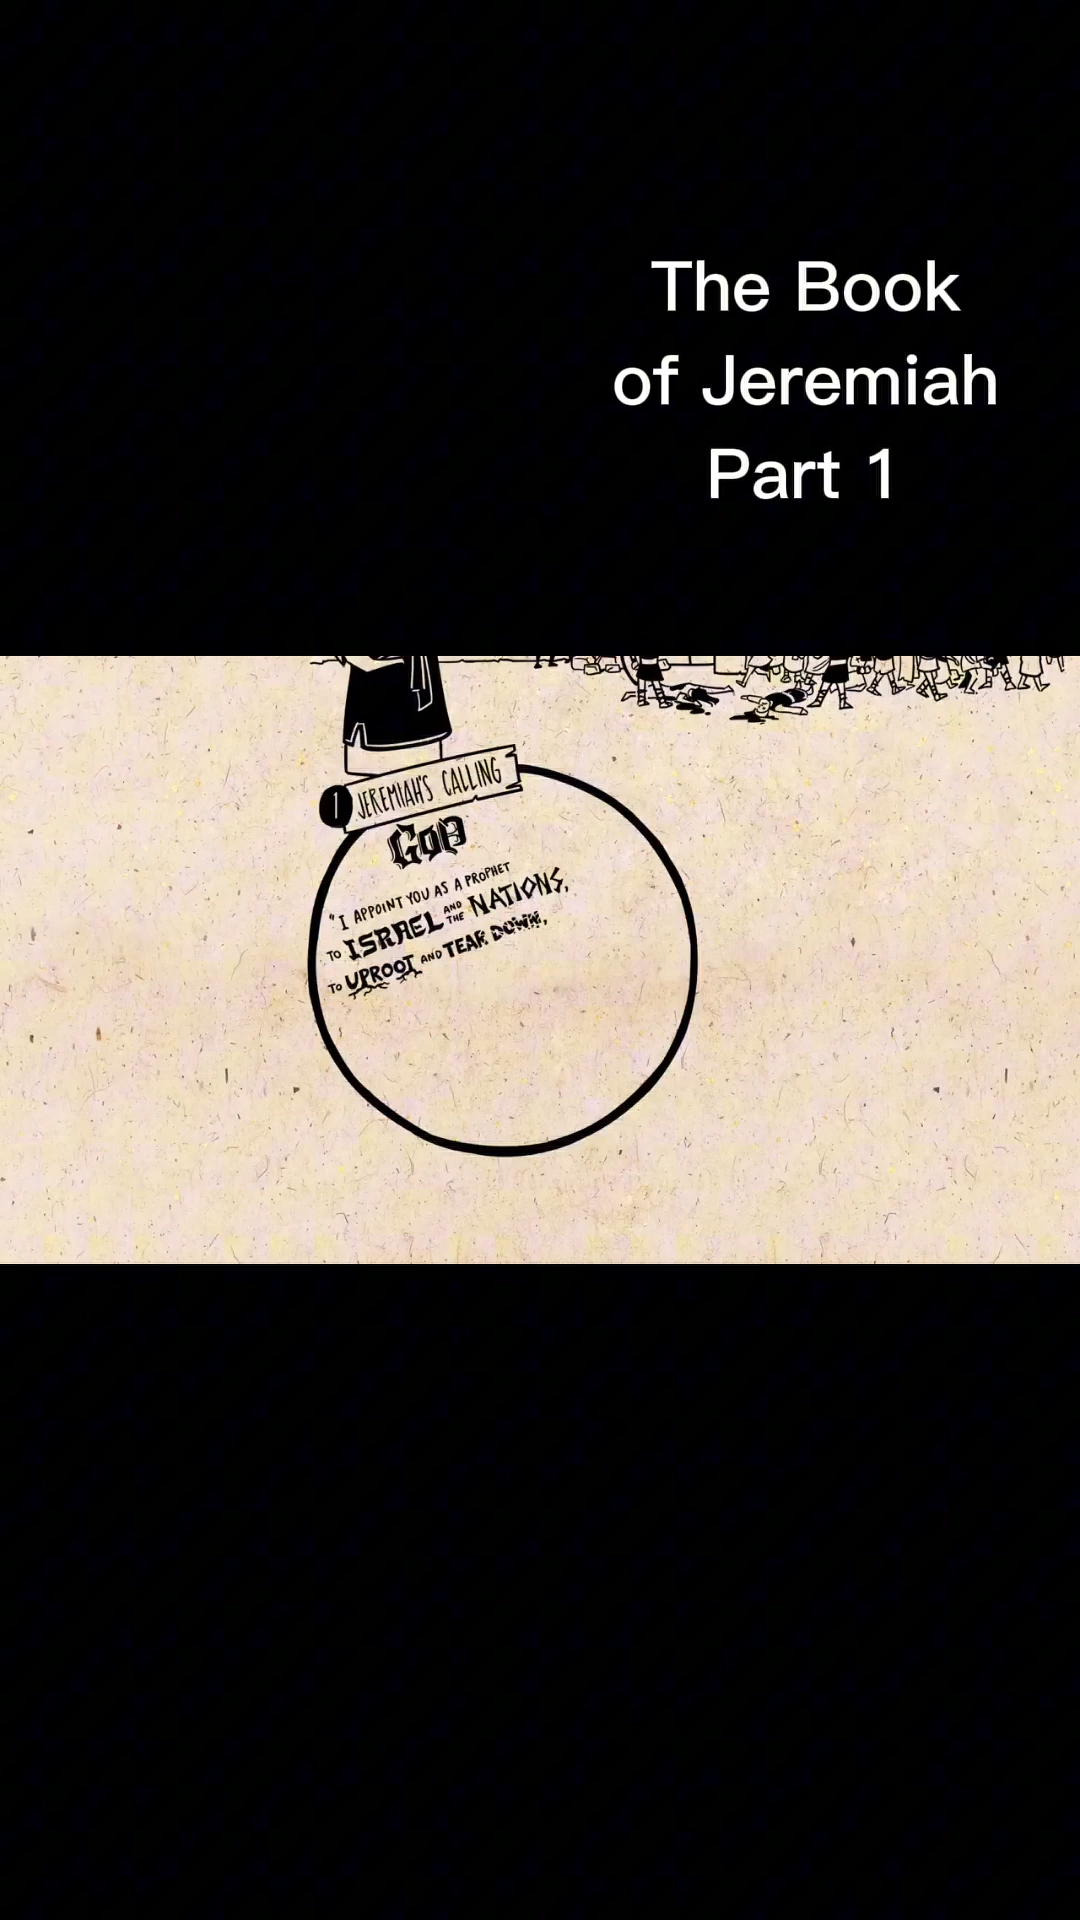 The Book
of Jeremiah
Part 1
1 JEREMIAH'S CALLING
GOD
"I APPOINT YOU AS A PROPHET
TO ISRAEL AND THE NATIONS,
TO UPROOT AND TEAR DOWN,